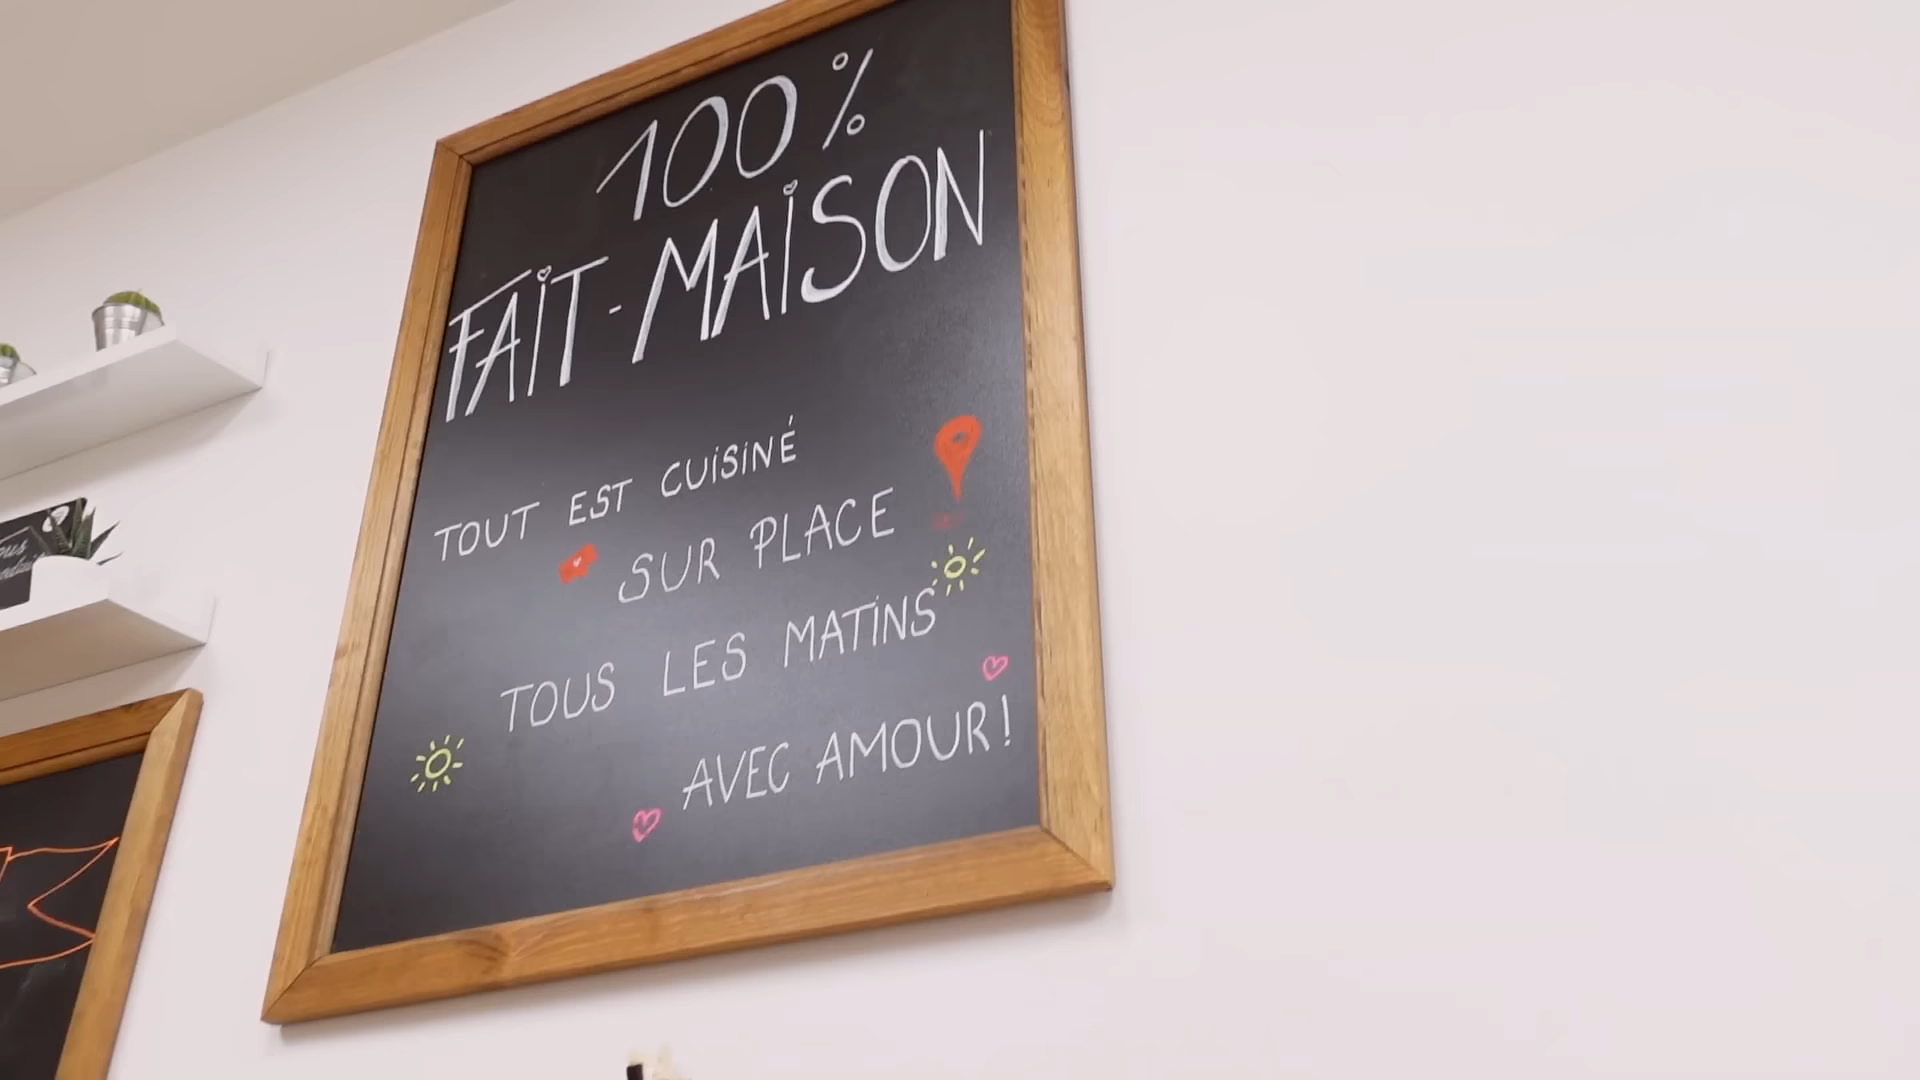 100%
FAIT-MAISON
TOUT EST CUISINÉ
SUR PLACE
TOUS LES MATINS
AVEC AMOUR!